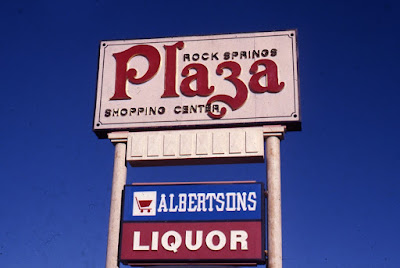 ROCK SPRINGS
Plaza
SHOPPING CENTER
ALBERTSONS
LIQUOR